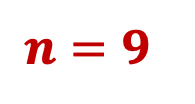 n = 9